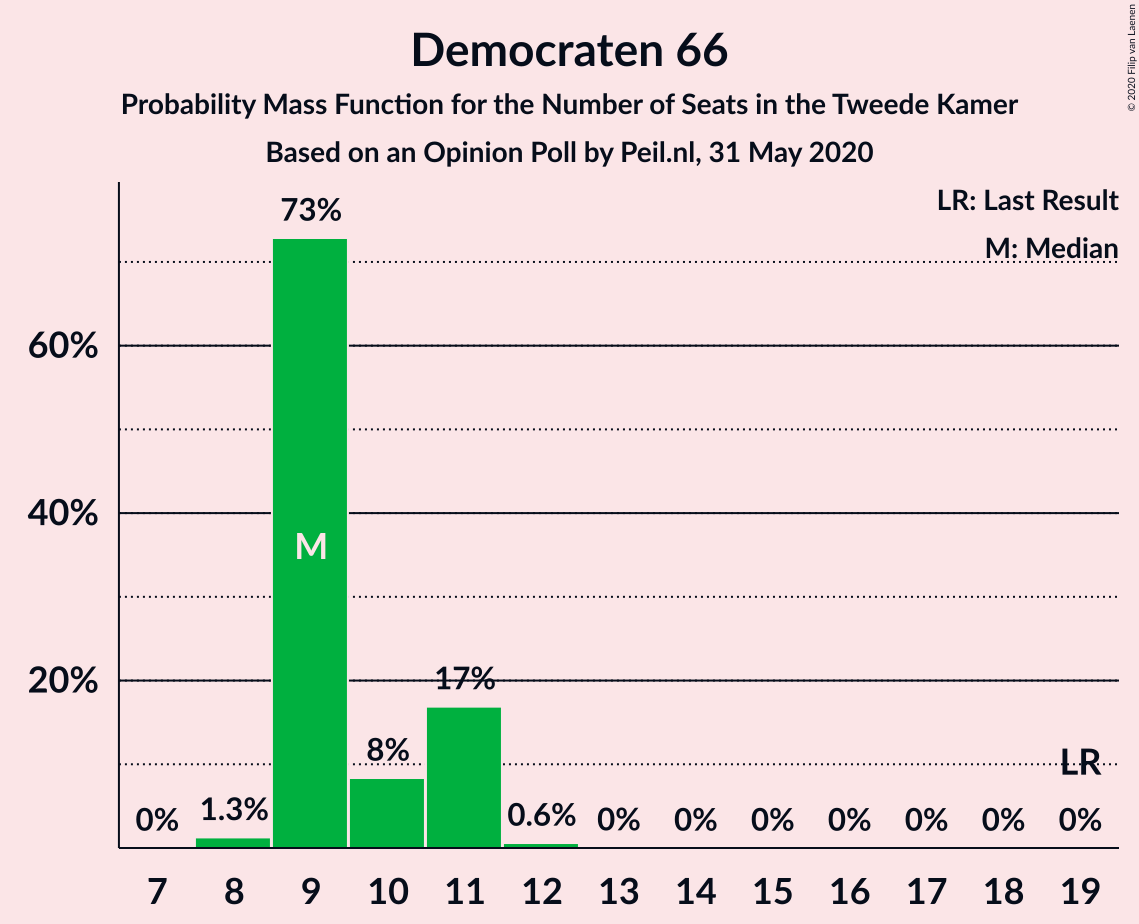 Democraten 66
Probability Mass Function for the Number of Seats in the Tweede Kamer
Based on an Opinion Poll by Peil.nl, 31 May 2020
© 2020 Filip van Laenen
LR: Last Result
M: Median
73%
60%
40%
M
20%
17%
8%
LR
0% 1.3% 0.6% 0% 0% 0% 0% 0% 0% 0%
7 8 9 10 11 12 13 14 15 16 17 18 19